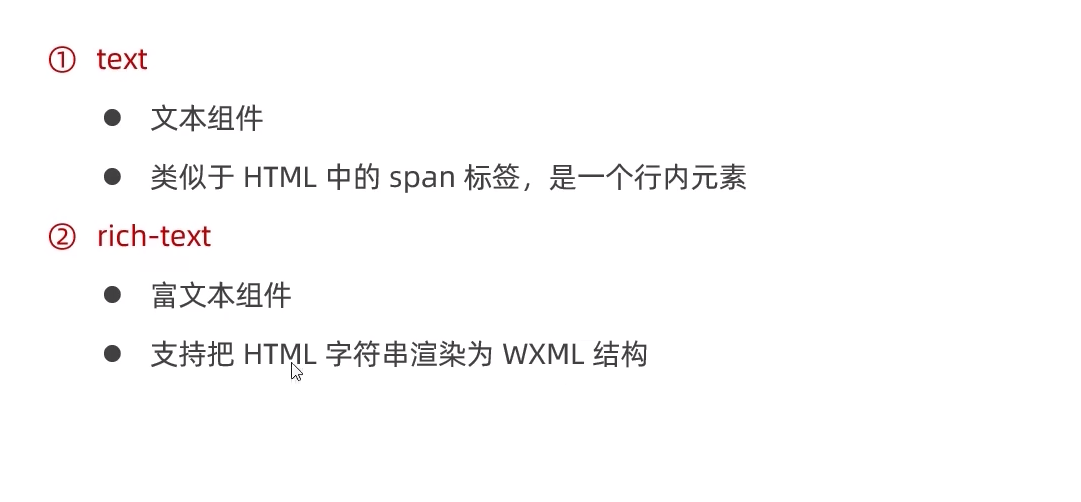 ① text
● 文本组件
● 类似于 HTML 中的 span 标签，是一个行内元素
② rich-text
● 富文本组件
● 支持把 HTML 字符串渲染为 WXML 结构